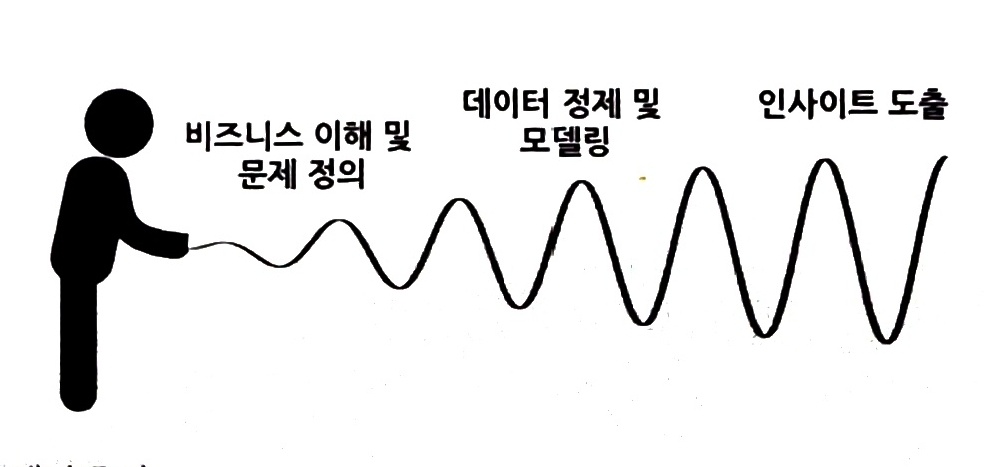 비즈니스 이해 및
문제 정의
데이터 정제 및
모델링
인사이트 도출